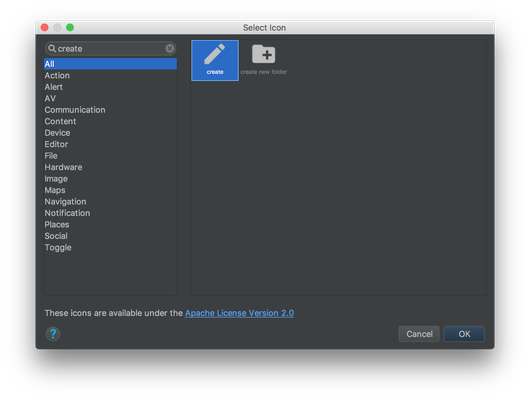 Select Icon
create
All
Action
Alert
AV
Communication
Content
Device
Editor
File
Hardware
Image
Maps
Navigation
Notification
Places
Social
Toggle
create
create new folder
These icons are available under the Apache License Version 2.0
?
Cancel
OK